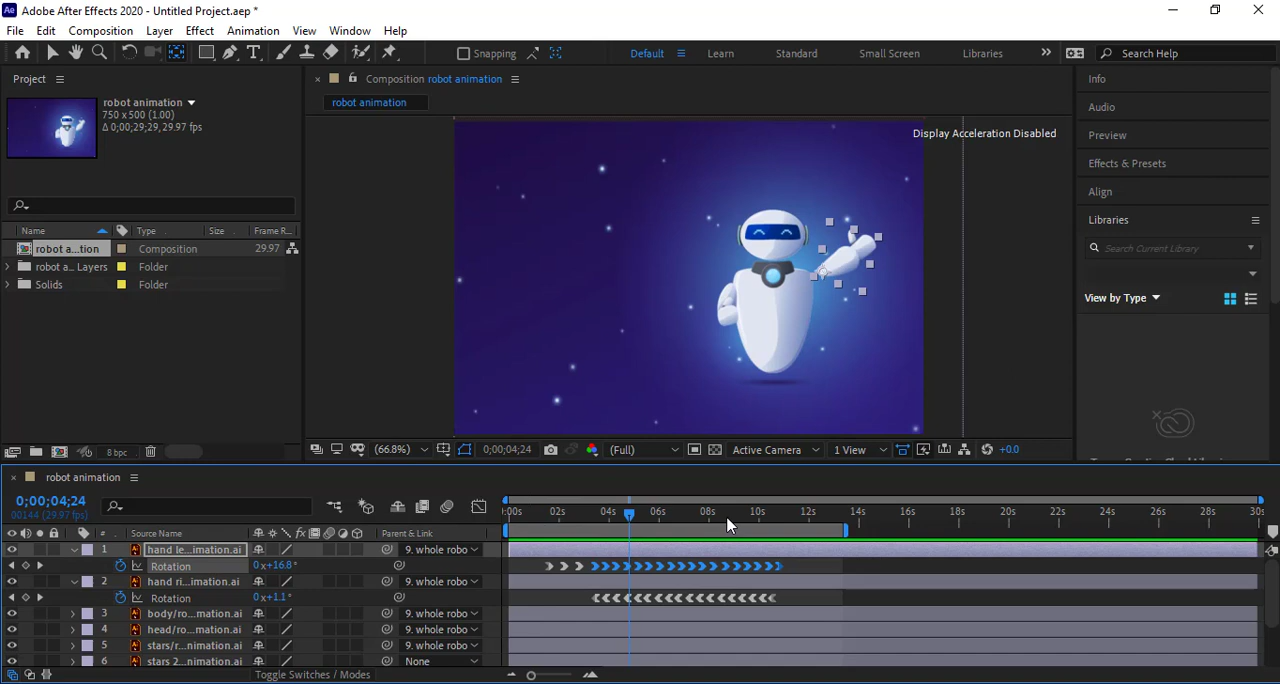 Adobe After Effects 2020 - Untitled Project.aep *
File Edit Composition Layer Effect Animation View Window Help
Snapping Default Learn Standard Small Screen Libraries Search Help
Project
Composition robot animation
robot animation
robot animation
750 x 500 (1.00)
Δ 0;00;29;29, 29.97 fps
Display Acceleration Disabled
Info
Audio
Preview
Effects & Presets
Align
Libraries
Search Current Library
View by Type
Name Type Size Frame R...
robot a...tion Composition 29.97
robot a... Layers Folder
Solids Folder
8 bpc
(66.8%) 0;00;04;24 (Full) Active Camera 1 View +0.0
robot animation
0;00;04;24
00144 (29.97 fps)
:00s 02s 04s 06s 08s 10s 12s 14s 16s 18s 20s 22s 24s 26s 28s 30s
# Source Name Parent & Link
1 hand le...imation.ai 9. whole robo
Rotation 0x+16.8°
2 hand ri...imation.ai 9. whole robo
Rotation 0x+1.1°
3 body/ro...mation.ai 9. whole robo
4 head/ro...mation.ai 9. whole robo
5 stars/r...nimation.ai 9. whole robo
6 stars 2...nimation.ai None
Toggle Switches / Modes